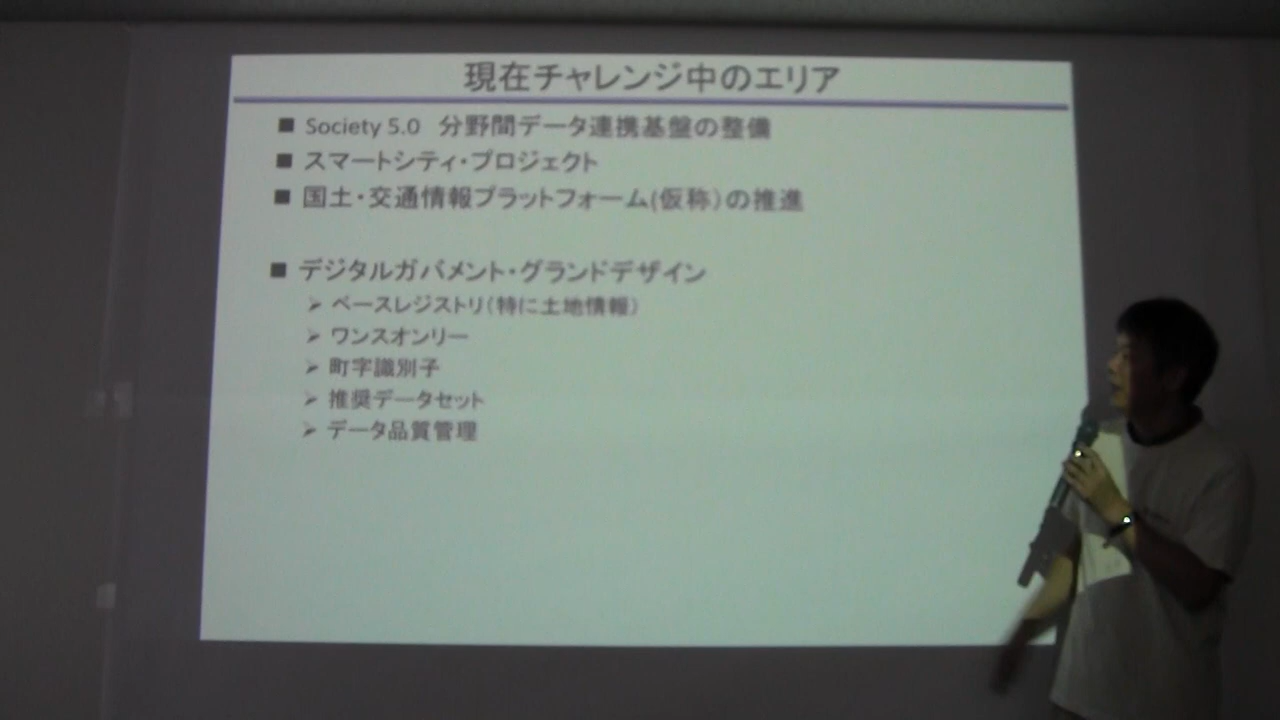 現在チャレンジ中のエリア
■ Society 5.0 分野間データ連携基盤の整備
■ スマートシティ・プロジェクト
■ 国土・交通情報プラットフォーム(仮称)の推進
■ デジタルガバメント・グランドデザイン
➢ ベースレジストリ(特に土地情報)
➢ ワンスオンリー
➢ 町字識別子
➢ 推奨データセット
➢ データ品質管理